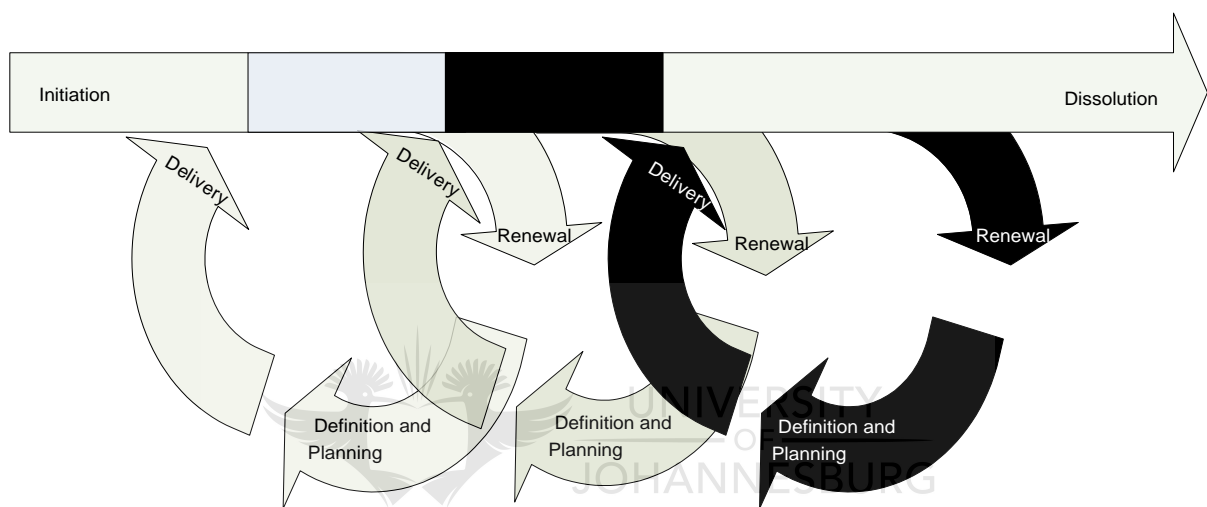 Initiation
Dissolution
Delivery
Delivery
Renewal
Delivery
Renewal
Renewal
Definition and
Planning
Definition and
Planning
Definition and
Planning
UNIVERSITY
OF
JOHANNESBURG